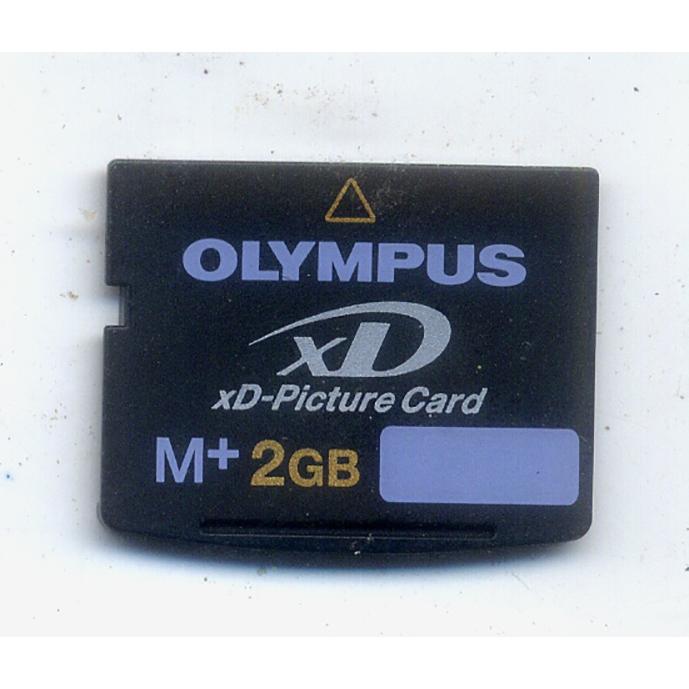 OLYMPUS
xD
xD-Picture Card
M+ 2GB